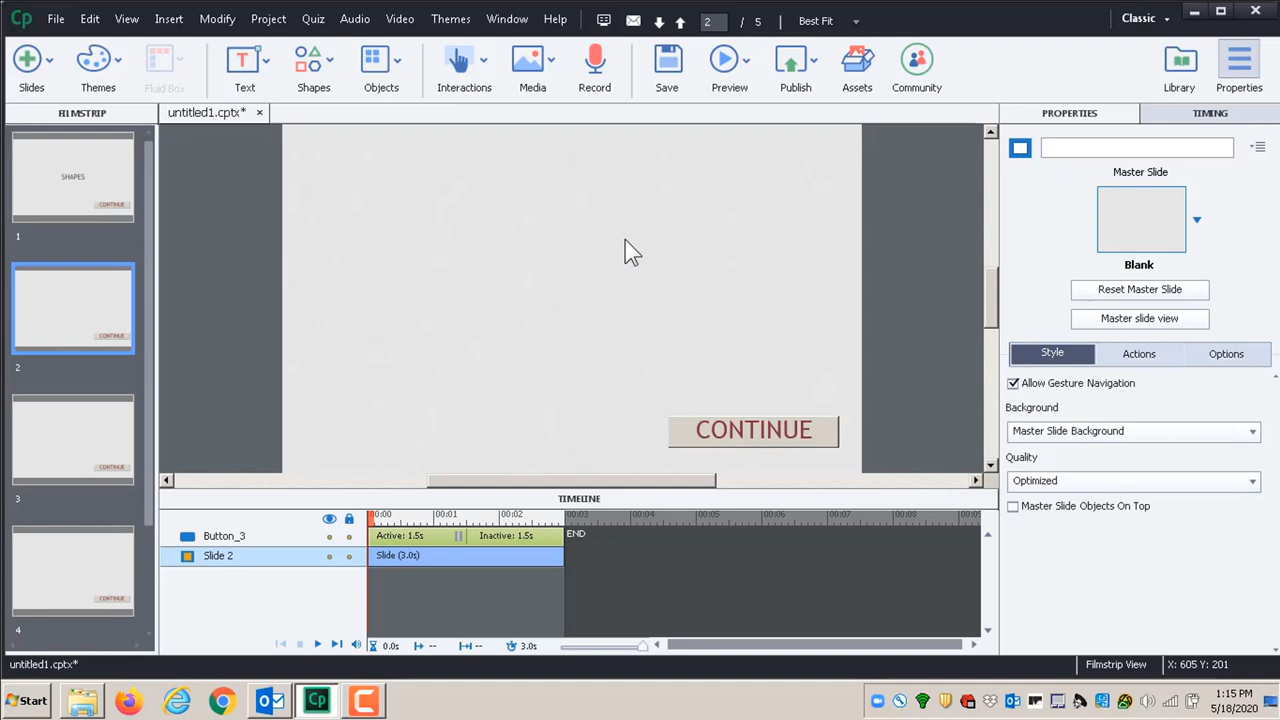 Cp File Edit View Insert Modify Project Quiz Audio Video Themes Window Help 2 / 5 Best Fit Classic
Slides Themes Fluid Box Text Shapes Objects Interactions Media Record Save Preview Publish Assets Community Library Properties
FILMSTRIP untitled1.cptx* × PROPERTIES TIMING
SHAPES
CONTINUE
1
CONTINUE
2
CONTINUE
3
CONTINUE
4
CONTINUE
Master Slide
Blank
Reset Master Slide
Master slide view
Style Actions Options
Allow Gesture Navigation
Background
Master Slide Background
Quality
Optimized
Master Slide Objects On Top
TIMELINE
00:00 00:01 00:02 00:03 00:04 00:05 00:06 00:07 00:08
Button_3 Active: 1.5s Inactive: 1.5s END
Slide 2 Slide (3.0s)
0.0s -- -- 3.0s
untitled1.cptx* Filmstrip View X: 605 Y: 201
Start Cp 1:15 PM
5/18/2020